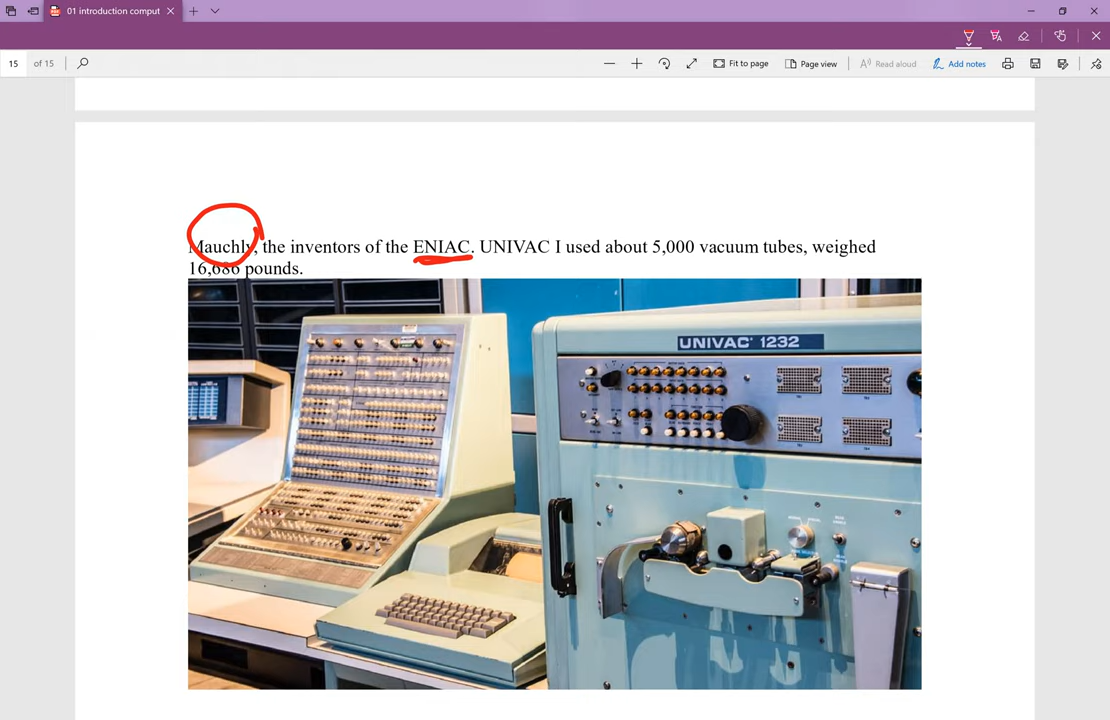 01 introduction comput
15 of 15
Fit to page
Page view
Read aloud
Add notes
Mauchly, the inventors of the ENIAC. UNIVAC I used about 5,000 vacuum tubes, weighed
16,686 pounds.
UNIVAC 1232